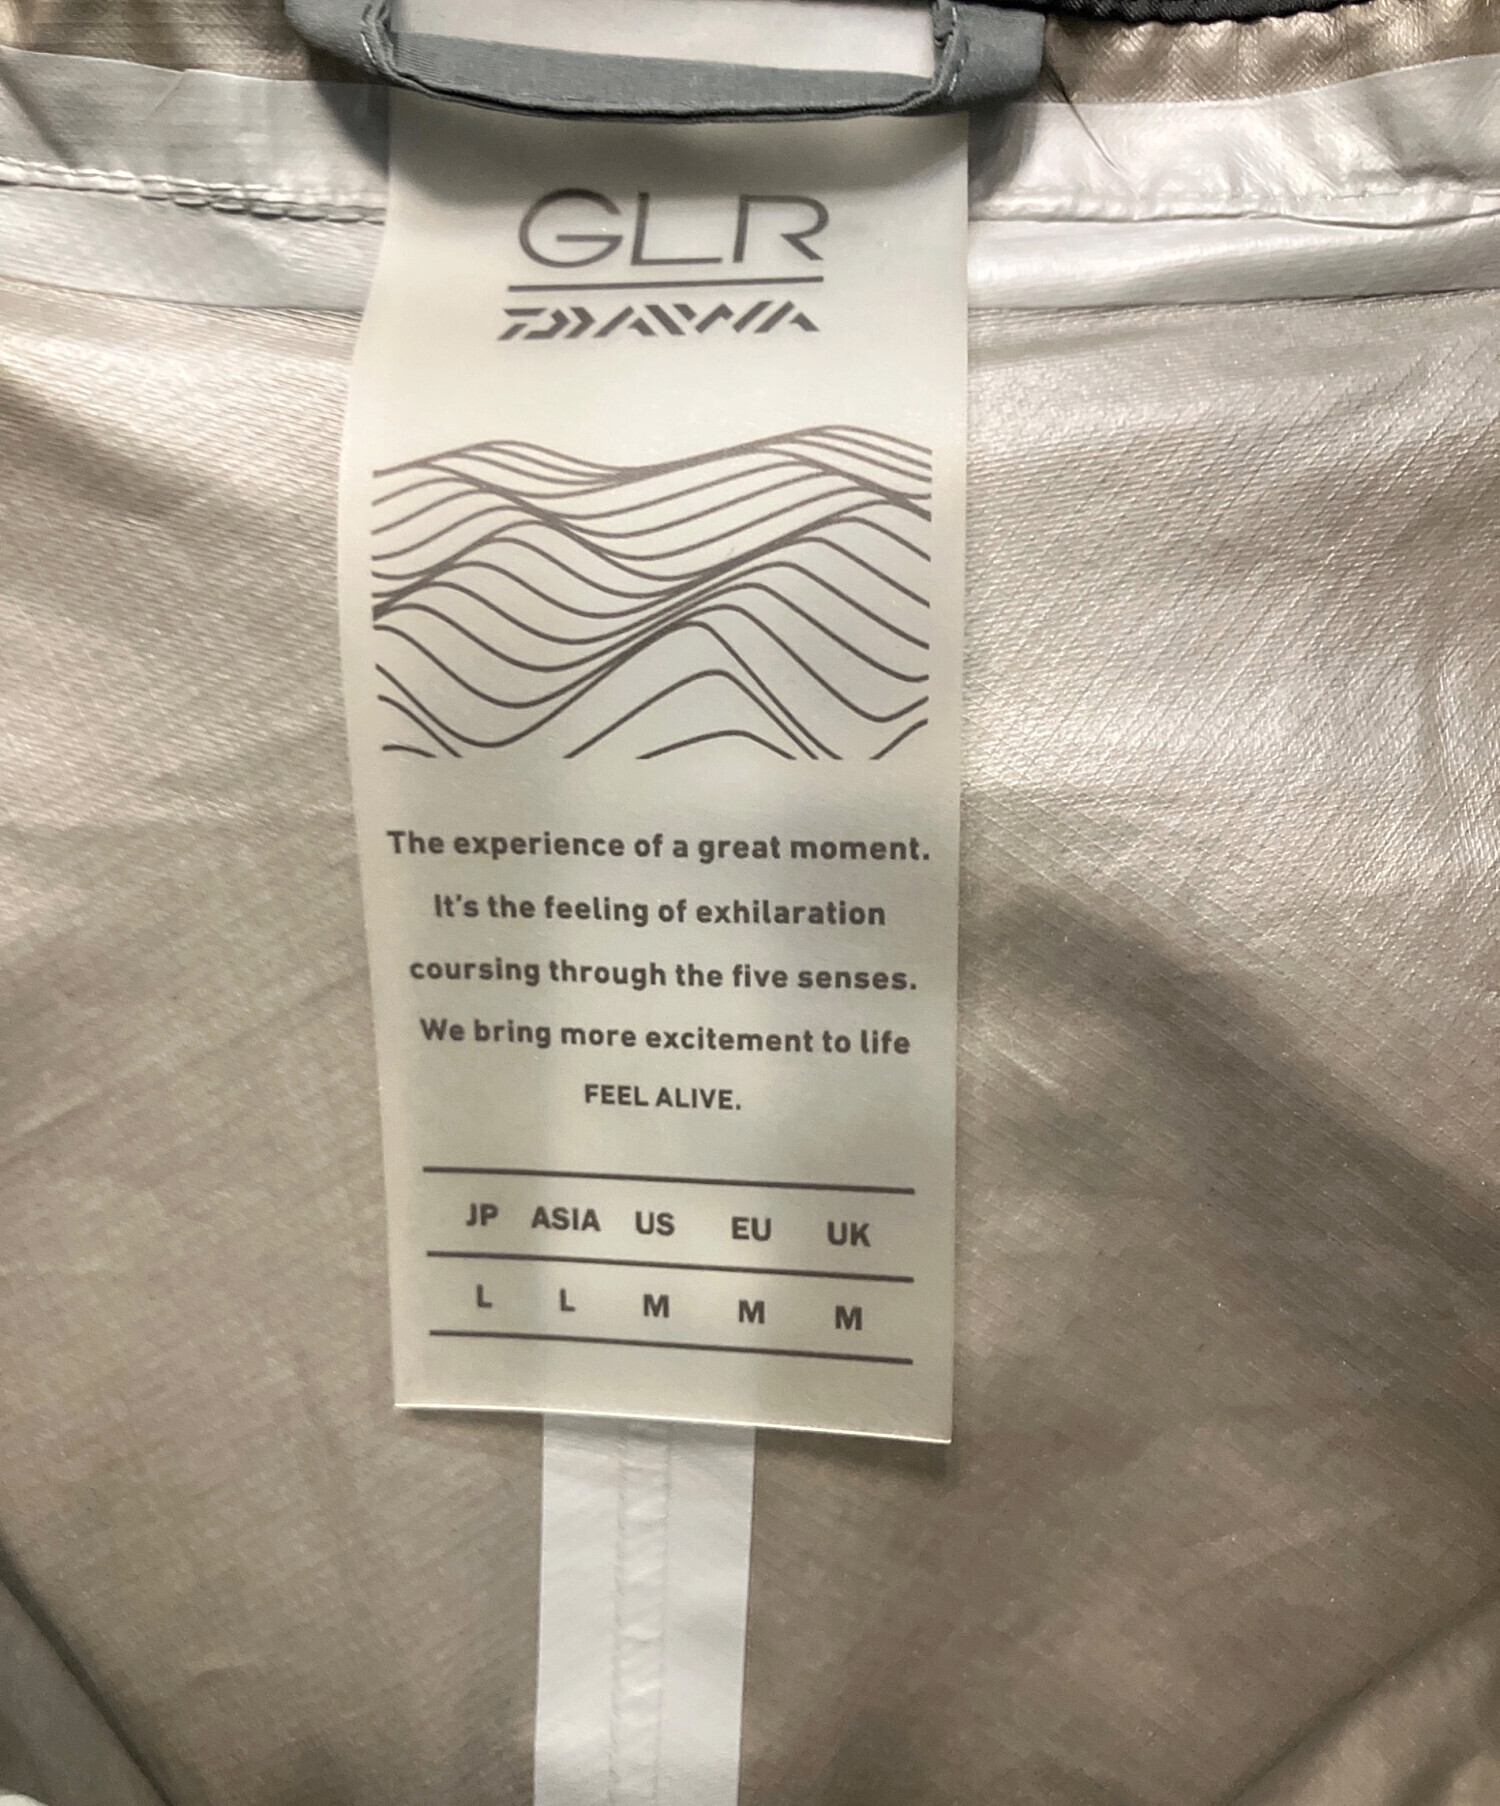 GLR
DAIWA
The experience of a great moment.
It's the feeling of exhilaration
coursing through the five senses.
We bring more excitement to life
FEEL ALIVE.
JP ASIA US EU UK
L L M M M